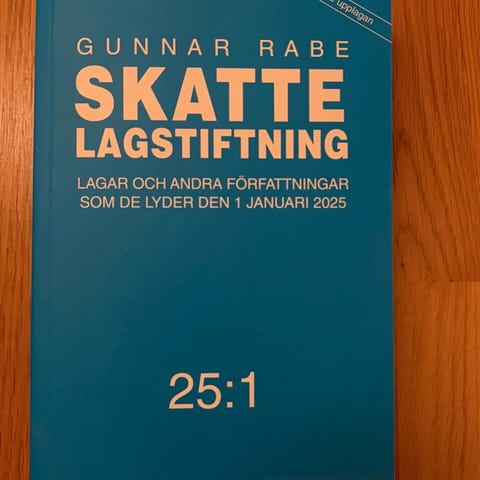 upplagan
GUNNAR RABE
SKATTE
LAGSTIFTNING
LAGAR OCH ANDRA FÖRFATTNINGAR
SOM DE LYDER DEN 1 JANUARI 2025
25:1